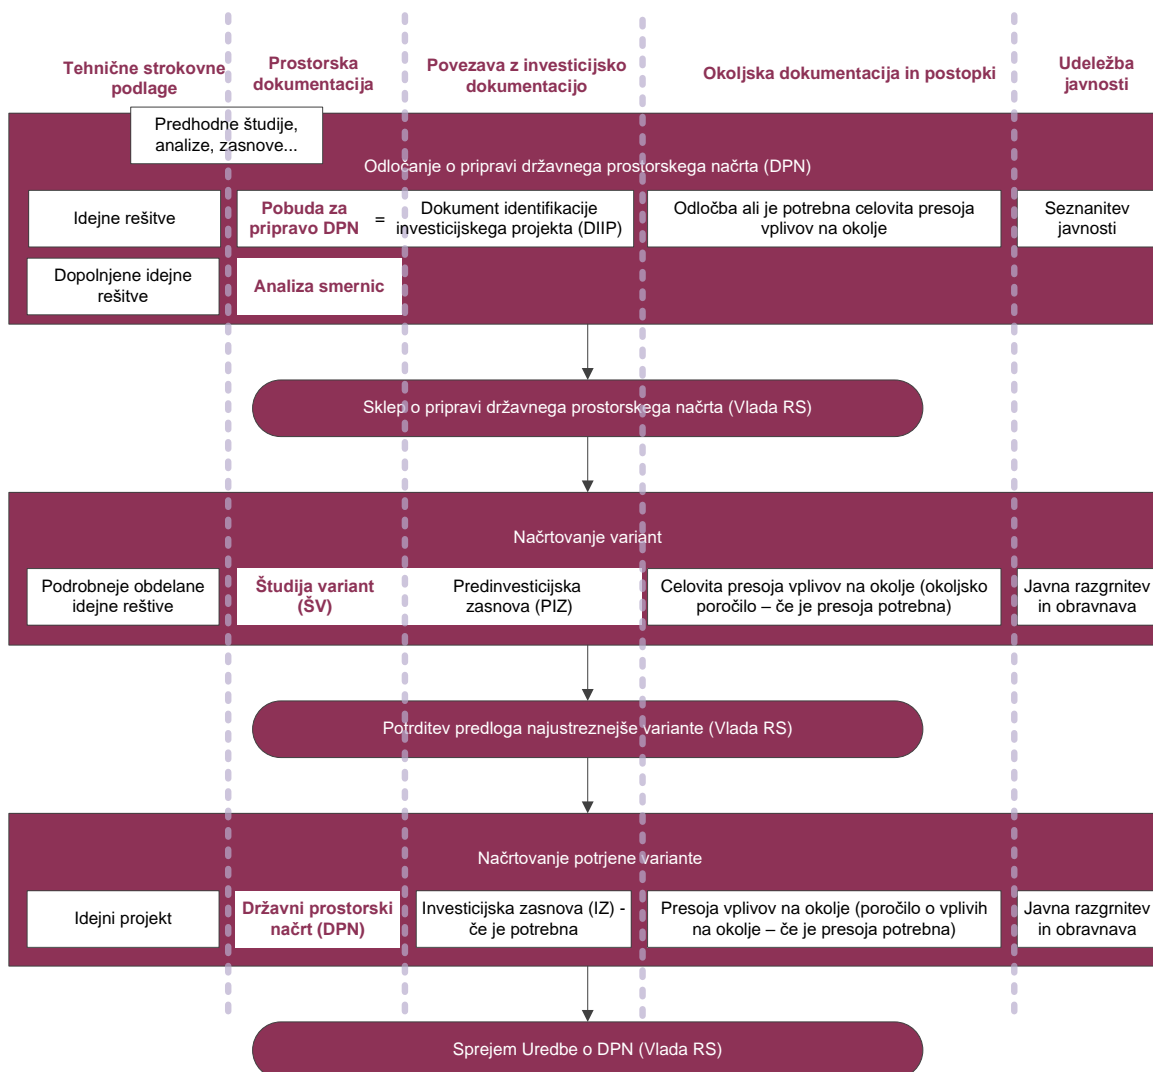 Tehnične strokovne
podlage
Prostorska
dokumentacija
Povezava z investicijsko
dokumentacijo
Okoljska dokumentacija in postopki
Udeležba
javnosti
Predhodne študije,
analize, zasnove...
Odločanje o pripravi državnega prostorskega načrta (DPN)
Idejne rešitve
Pobuda za
pripravo DPN
=
Dokument identifikacije
investicijskega projekta (DIIP)
Odločba ali je potrebna celovita presoja
vplivov na okolje
Seznanitev
javnosti
Dopolnjene idejne
rešitve
Analiza smernic
Sklep o pripravi državnega prostorskega načrta (Vlada RS)
Načrtovanje variant
Podrobneje obdelane
idejne reštive
Študija variant
(ŠV)
Predinvesticijska
zasnova (PIZ)
Celovita presoja vplivov na okolje (okoljsko
poročilo – če je presoja potrebna)
Javna razgrnitev
in obravnava
Potrditev predloga najustreznejše variante (Vlada RS)
Načrtovanje potrjene variante
Idejni projekt
Državni prostorski
načrt (DPN)
Investicijska zasnova (IZ) -
če je potrebna
Presoja vplivov na okolje (poročilo o vplivih
na okolje – če je presoja potrebna)
Javna razgrnitev
in obravnava
Sprejem Uredbe o DPN (Vlada RS)